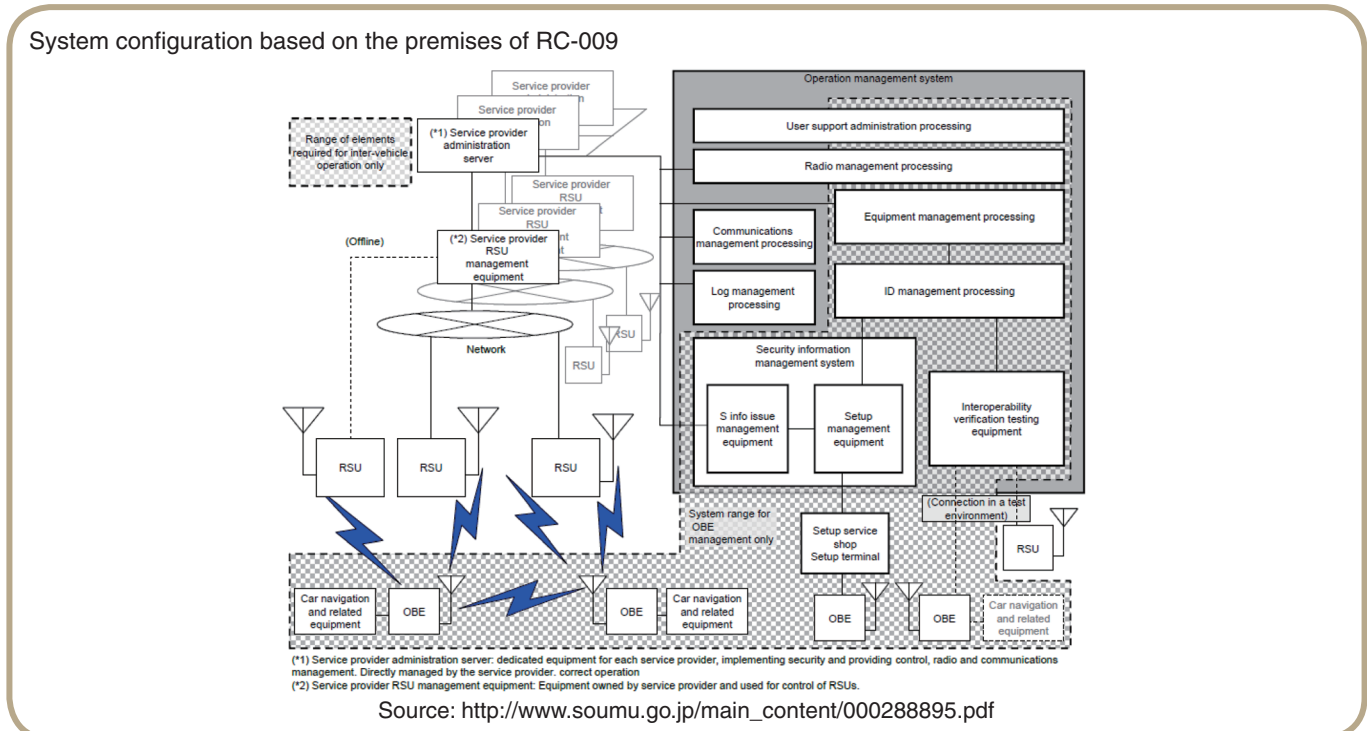 System configuration based on the premises of RC-009
Operation management system
Service provider
Service provider
(*1) Service provider
administration
server
Range of elements
required for inter-vehicle
operation only
User support administration processing
Radio management processing
Service provider
RSU
Service provider
RSU
(*2) Service provider
RSU
management
equipment
(Offline)
Communications
management processing
Equipment management processing
Log management
processing
ID management processing
Network
RSU
RSU
Security information
management system
S info issue
management
equipment
Setup
management
equipment
Interoperability
verification testing
equipment
RSU
RSU
RSU
System range for
OBE
management only
(Connection in a test
environment)
Setup service
shop
Setup terminal
RSU
Car navigation
and related
equipment
OBE
OBE
Car navigation
and related
equipment
OBE
OBE
Car navigation
and related
equipment
(*1) Service provider administration server: dedicated equipment for each service provider, implementing security and providing control, radio and communications
management. Directly managed by the service provider. correct operation
(*2) Service provider RSU management equipment: Equipment owned by service provider and used for control of RSUs.
Source: http://www.soumu.go.jp/main_content/000288895.pdf